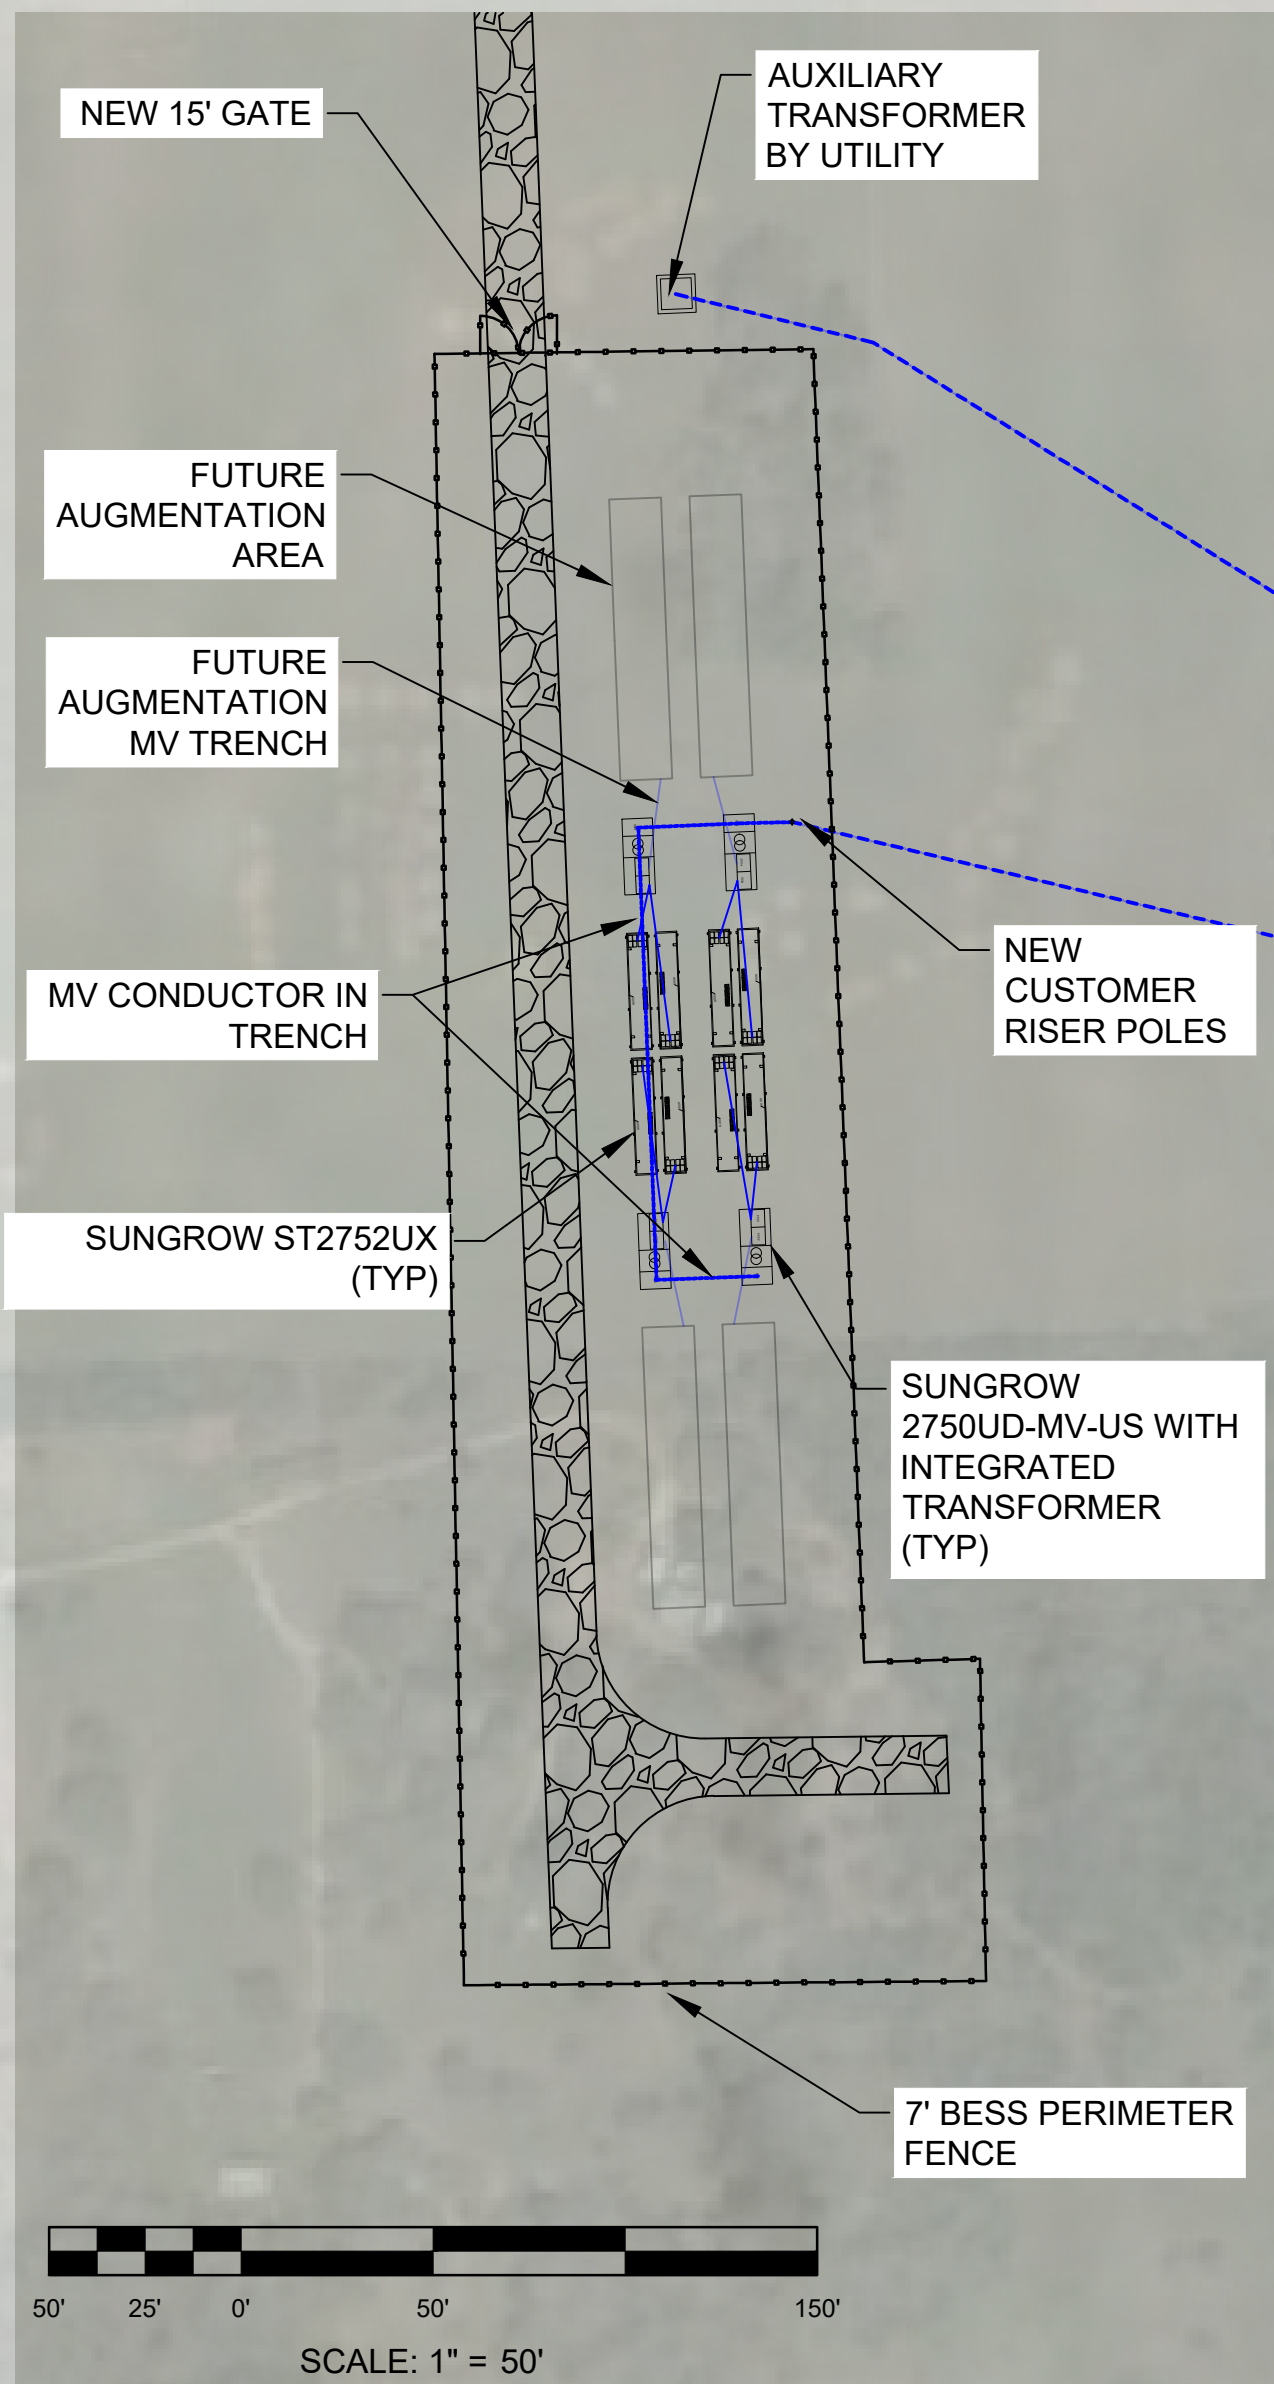 AUXILIARY
TRANSFORMER
BY UTILITY
NEW 15' GATE
FUTURE
AUGMENTATION
AREA
FUTURE
AUGMENTATION
MV TRENCH
MV CONDUCTOR IN
TRENCH
NEW
CUSTOMER
RISER POLES
SUNGROW ST2752UX
(TYP)
SUNGROW
2750UD-MV-US WITH
INTEGRATED
TRANSFORMER
(TYP)
7' BESS PERIMETER
FENCE
50' 25' 0' 50' 150'
SCALE: 1" = 50'